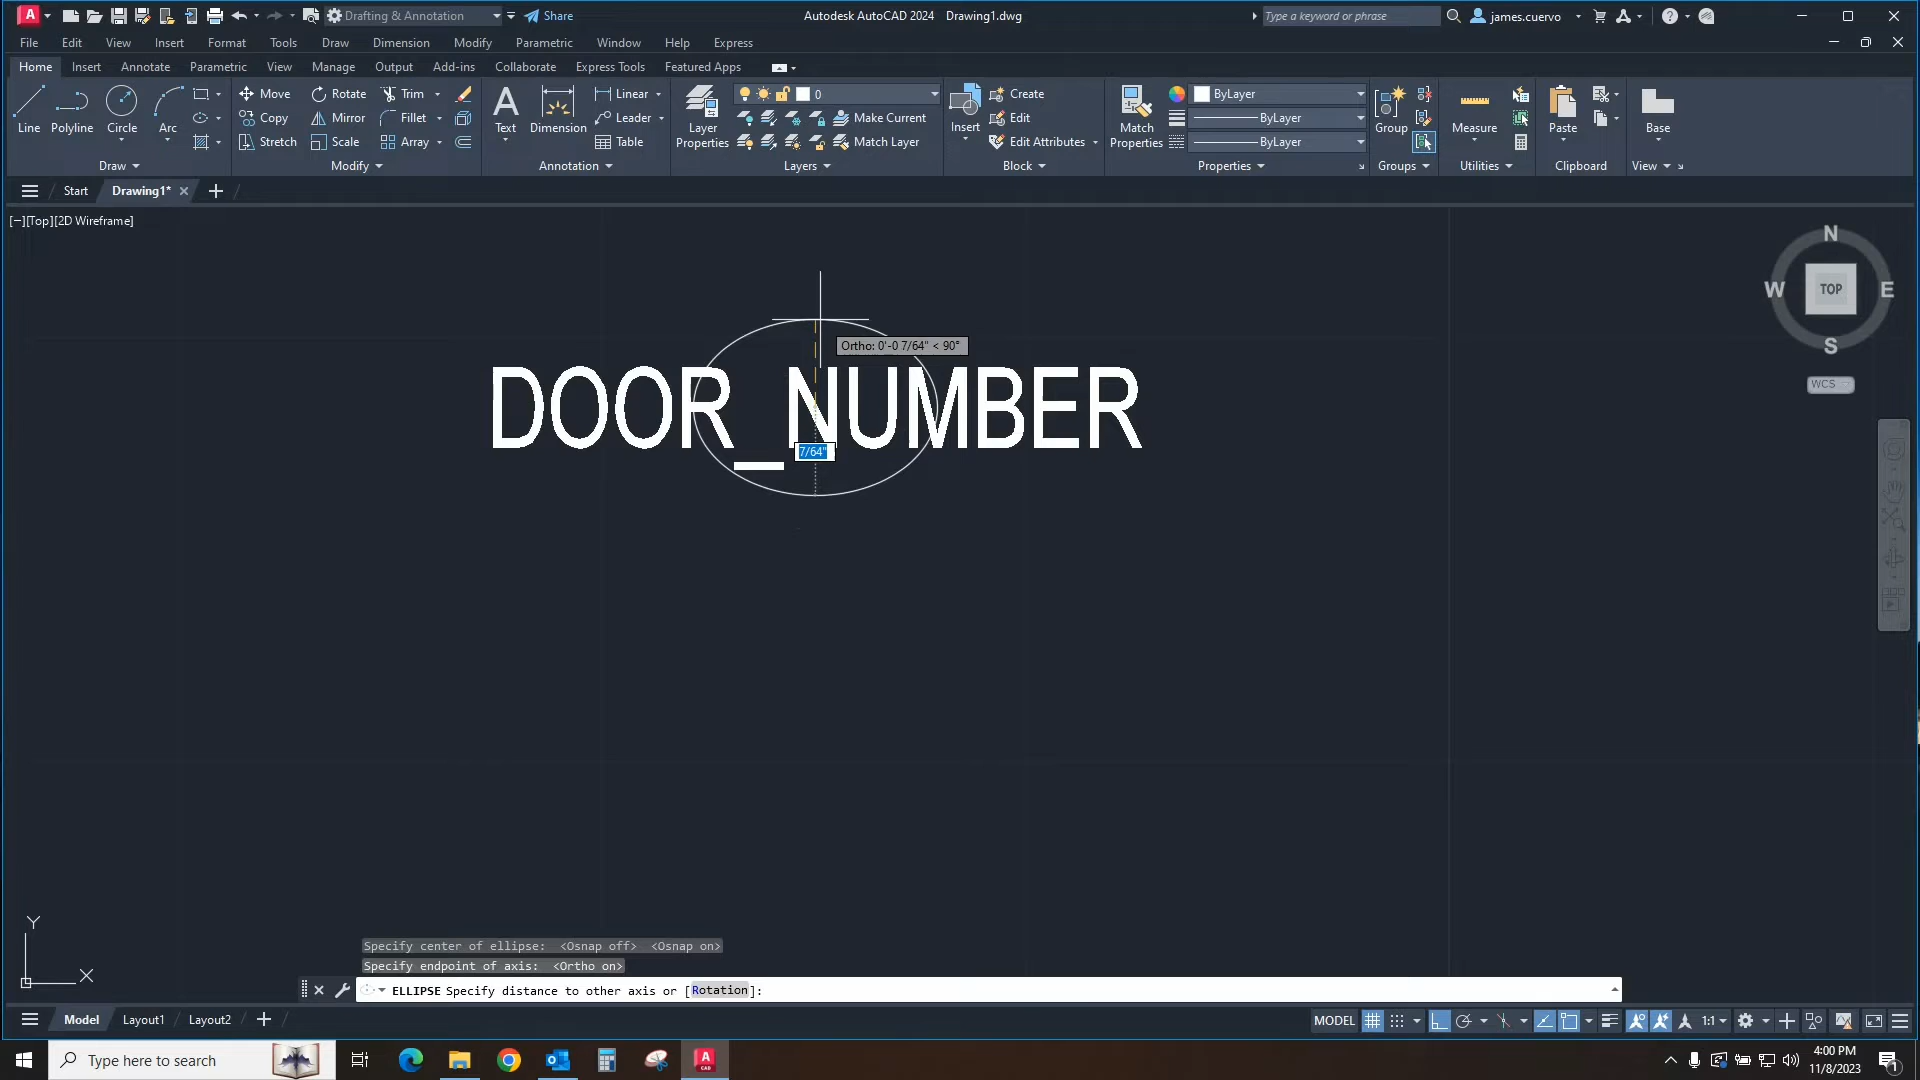 A Drafting & Annotation Share Autodesk AutoCAD 2024 Drawing1.dwg Type a keyword or phrase james.cuervo
File Edit View Insert Format Tools Draw Dimension Modify Parametric Window Help Express
Home Insert Annotate Parametric View Manage Output Add-ins Collaborate Express Tools Featured Apps
Line Polyline Circle Arc
Move Rotate Trim
Copy Mirror Fillet
Stretch Scale Array
Text Dimension
Linear
Leader
Table
Layer Properties
0
Make Current
Match Layer
Insert
Create
Edit
Edit Attributes
Match Properties
ByLayer
ByLayer
ByLayer
Group
Measure
Paste
Base
Draw Modify Annotation Layers Block Properties Groups Utilities Clipboard View
Start Drawing1*
[−][Top][2D Wireframe]
N
W TOP E
S
WCS
Ortho: 0'-0 7/64" < 90°
DOOR_NUMBER
7/64"
Y
X
Specify center of ellipse: <Osnap off> <Osnap on>
Specify endpoint of axis: <Ortho on>
ELLIPSE Specify distance to other axis or [Rotation]:
Model Layout1 Layout2 MODEL 1:1
Type here to search
A
CAD
4:00 PM
11/8/2023
1